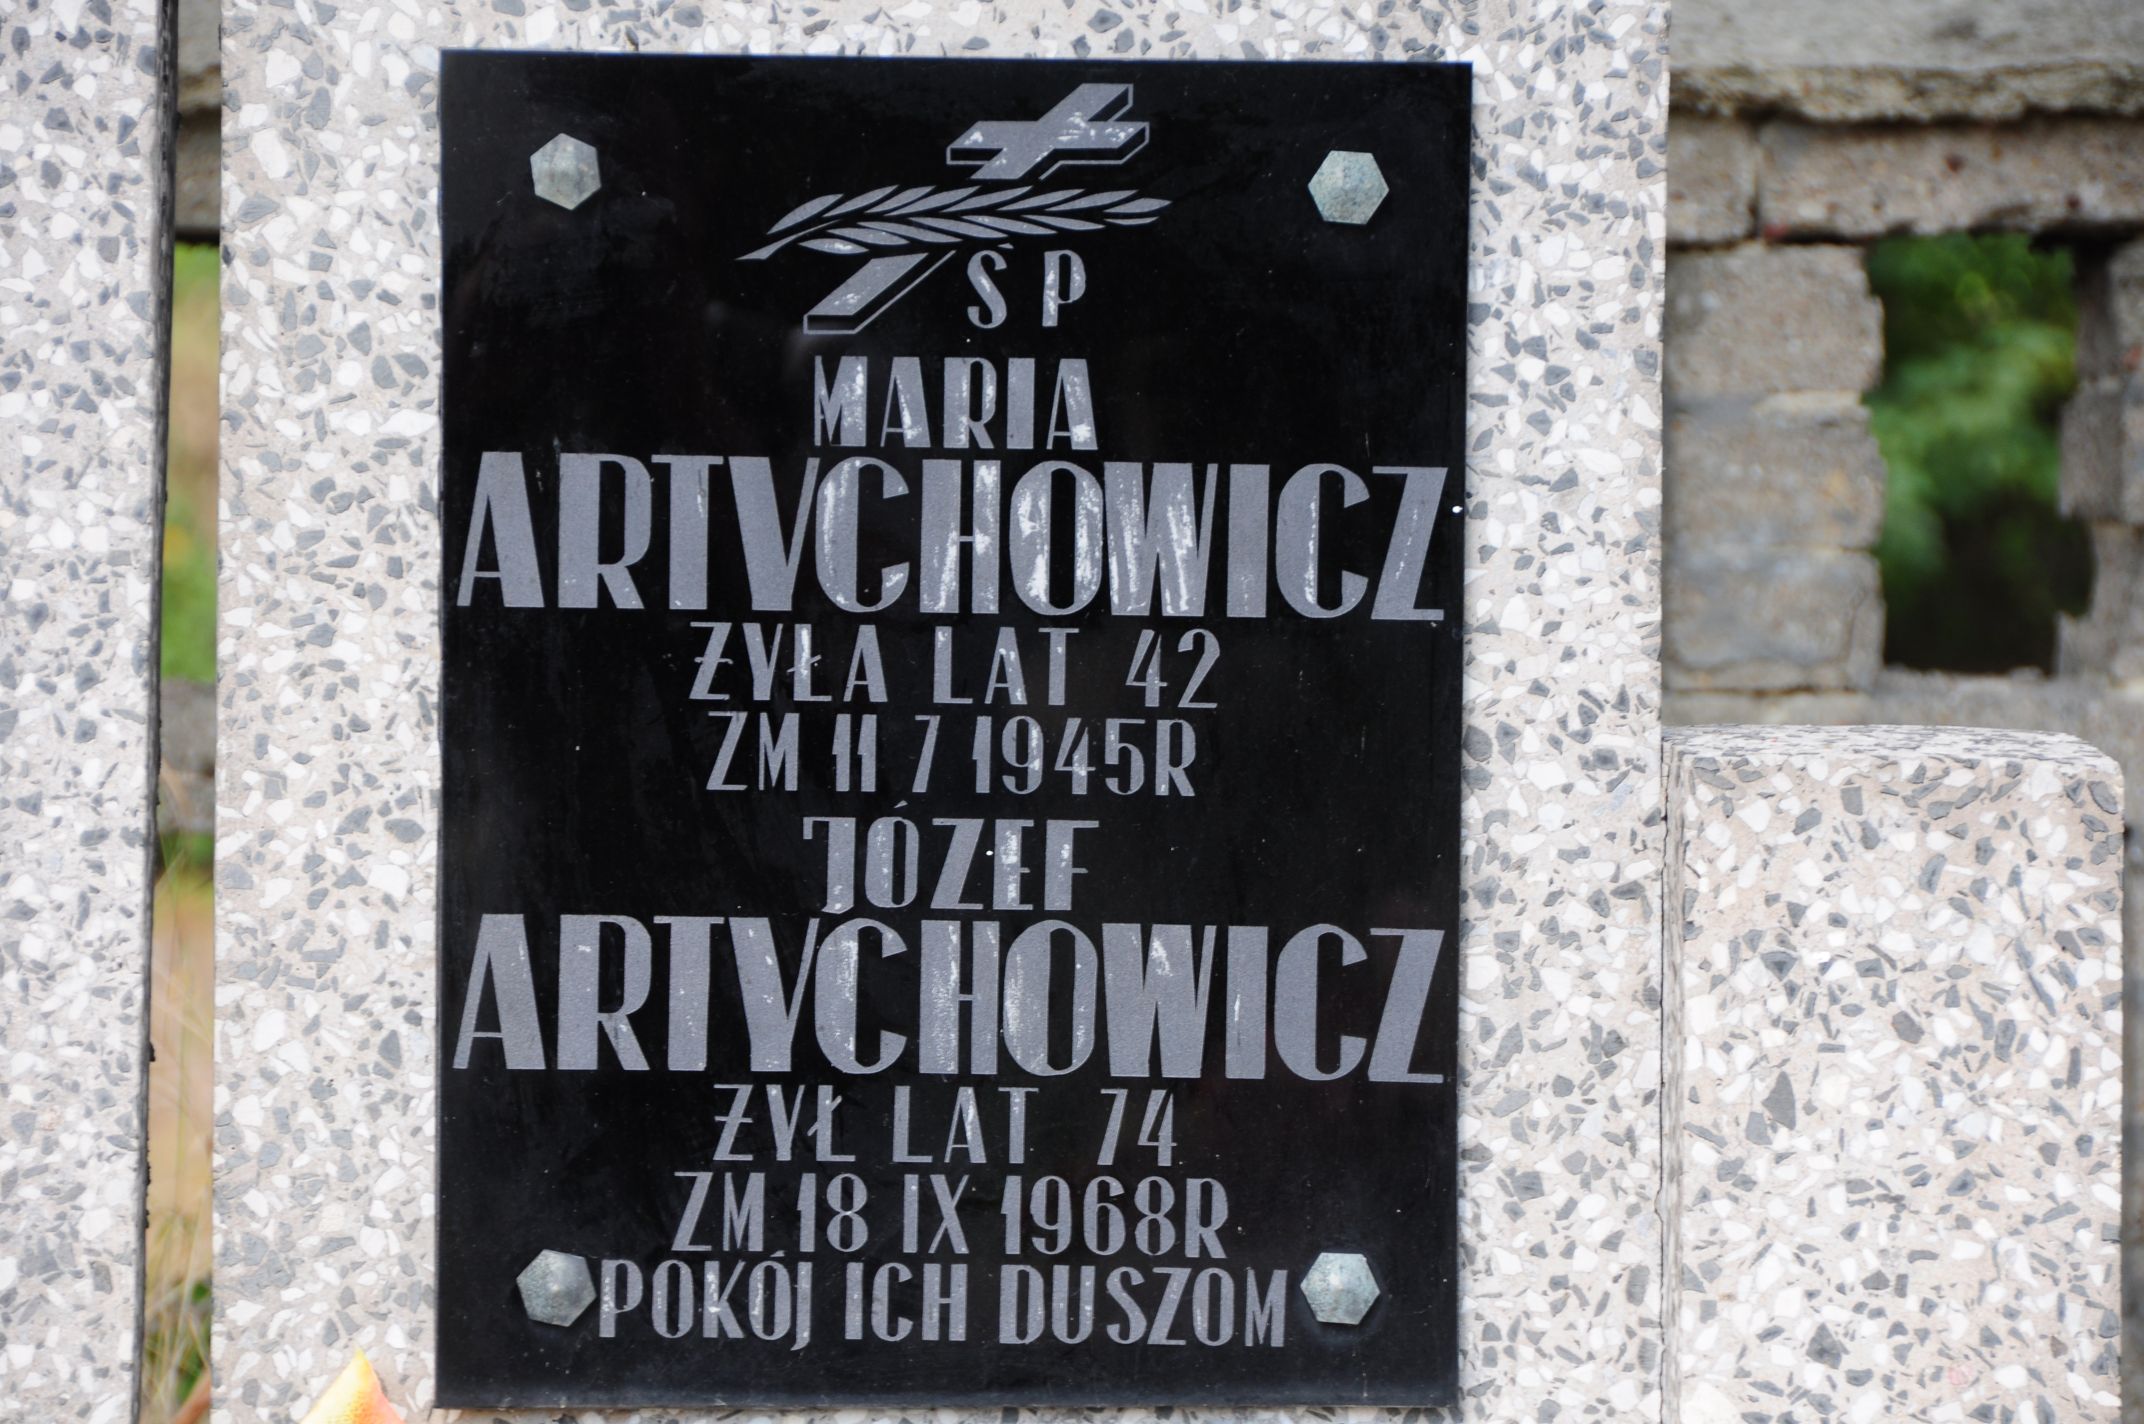 ŚP
MARIA
ARTYCHOWICZ
ŻYŁA LAT 42
ZM 11 7 1945R
JÓZEF
ARTYCHOWICZ
ŻYŁ LAT 74
ZM 18 IX 1968R
POKÓJ ICH DUSZOM